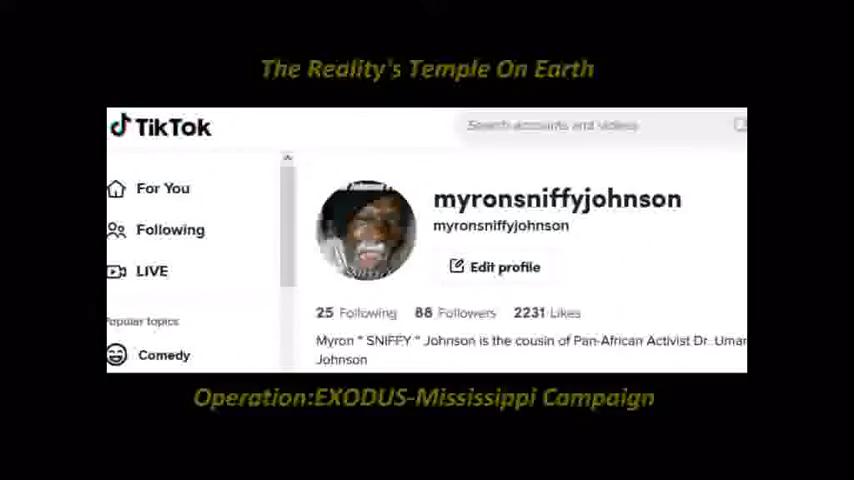 The Reality's Temple On Earth
TikTok
Search accounts and videos
For You
Following
LIVE
Popular topics
Comedy
myronsniffyjohnson
myronsniffyjohnson
Edit profile
25 Following 88 Followers 2231 Likes
Myron " SNIFFY " Johnson is the cousin of Pan-African Activist Dr. Umar
Johnson
Operation:EXODUS-Mississippi Campaign